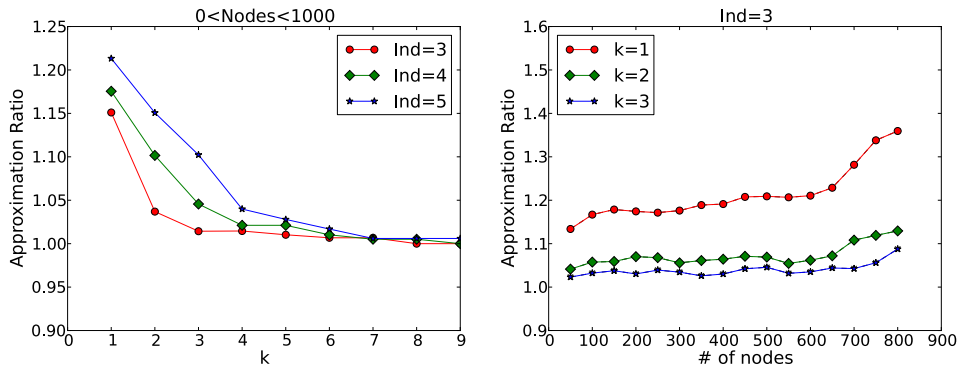 0<Nodes<1000
Approximation Ratio
1.25
1.20
1.15
1.10
1.05
1.00
0.95
0.90
0 1 2 3 4 5 6 7 8 9
k
Ind=3
Ind=4
Ind=5
Ind=3
Approximation Ratio
1.6
1.5
1.4
1.3
1.2
1.1
1.0
0.9
0 100 200 300 400 500 600 700 800 900
# of nodes
k=1
k=2
k=3